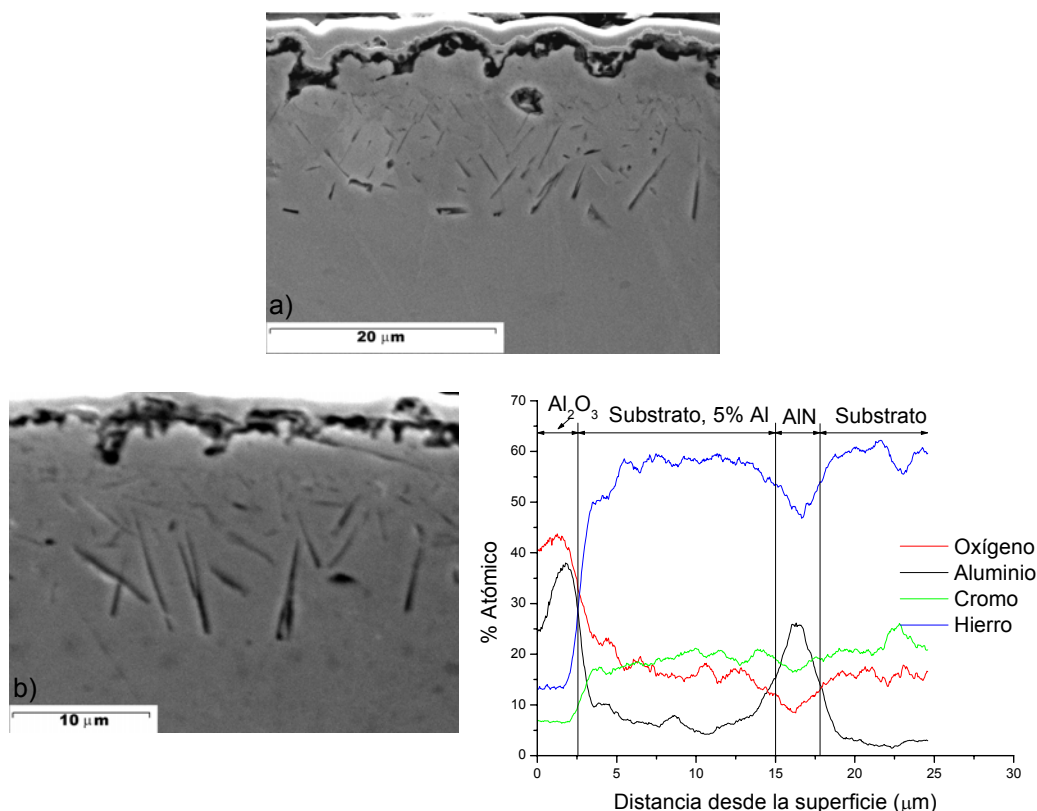 a)
20 μm
b)
10 μm
Al₂O₃
Substrato, 5% Al
AlN
Substrato
70
60
50
40
30
20
10
0
% Atómico
Oxígeno
Aluminio
Cromo
Hierro
0 5 10 15 20 25 30
Distancia desde la superficie (μm)